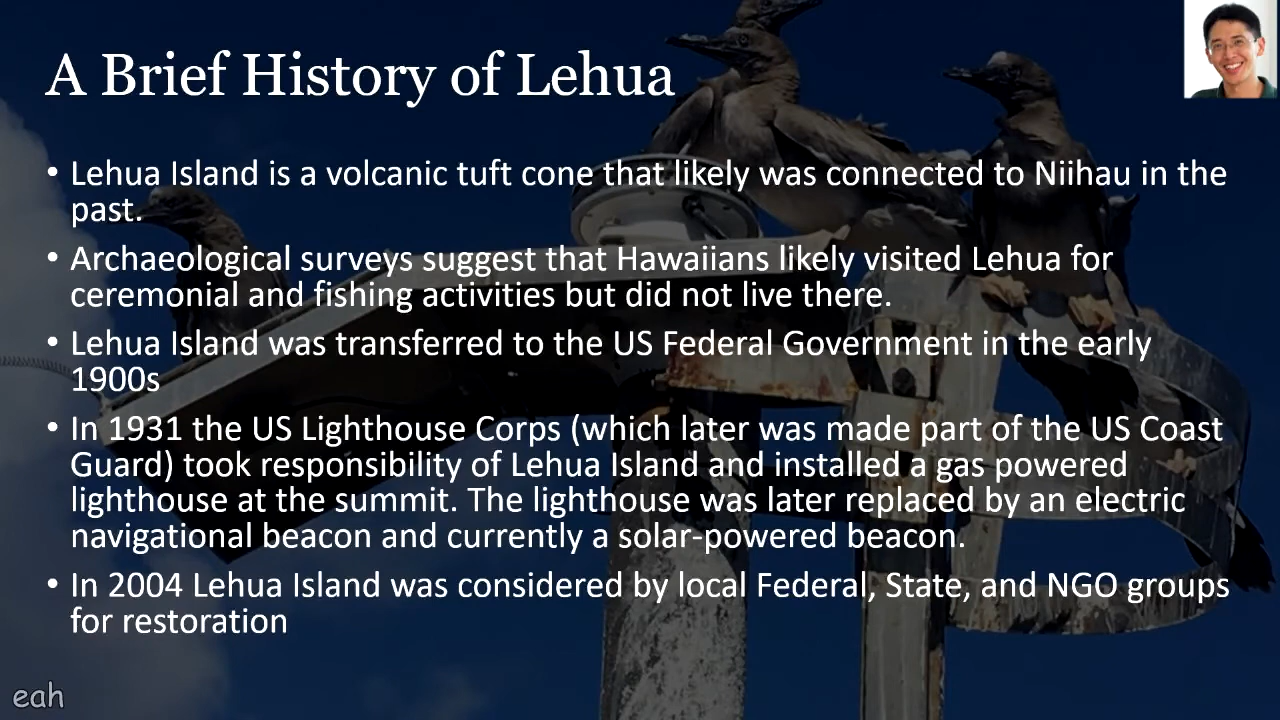 A Brief History of Lehua
• Lehua Island is a volcanic tuft cone that likely was connected to Niihau in the
past.
• Archaeological surveys suggest that Hawaiians likely visited Lehua for
ceremonial and fishing activities but did not live there.
• Lehua Island was transferred to the US Federal Government in the early
1900s
• In 1931 the US Lighthouse Corps (which later was made part of the US Coast
Guard) took responsibility of Lehua Island and installed a gas powered
lighthouse at the summit. The lighthouse was later replaced by an electric
navigational beacon and currently a solar-powered beacon.
• In 2004 Lehua Island was considered by local Federal, State, and NGO groups
for restoration
eah